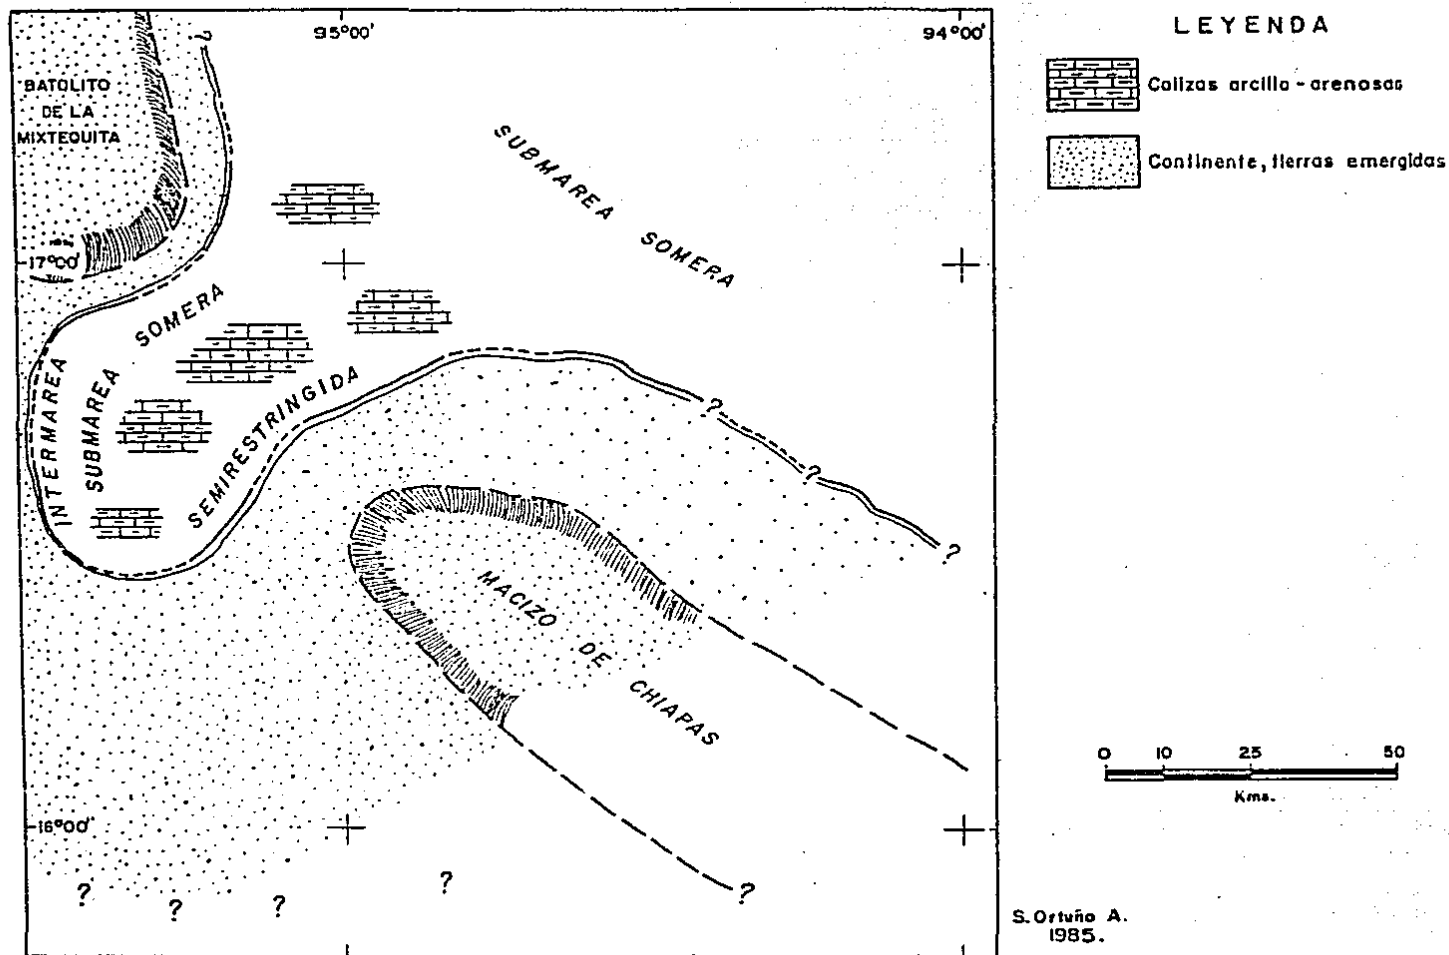 95°00'
94°00'
LEYENDA
?
BATOLITO
DE LA
MIXTEQUITA
Calizas arcillo-arenosas
Continente, tierras emergidas
SUBMAREA SOMERA
17°00'
SUBMAREA SOMERA
INTERMAREA
SEMIRESTRINGIDA
?
?
?
MACIZO DE CHIAPAS
0 10 25 50
Kms.
16°00'
?
?
?
?
?
S. Ortuño A.
1985.